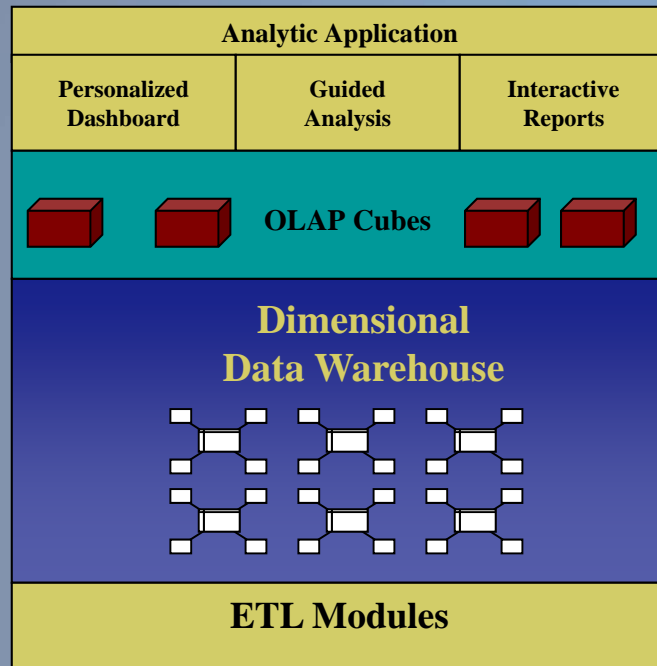 Analytic Application
Personalized
Dashboard
Guided
Analysis
Interactive
Reports
OLAP Cubes
Dimensional
Data Warehouse
ETL Modules